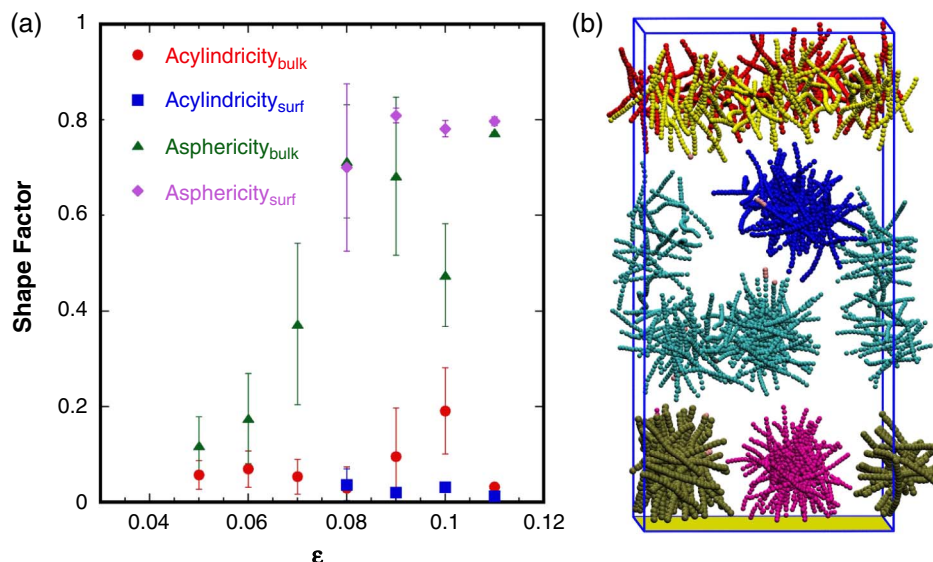 (a)
(b)
1
0.8
0.6
0.4
0.2
0
Shape Factor
Acylindricity_bulk
Acylindricity_surf
Asphericity_bulk
Asphericity_surf
0.04 0.06 0.08 0.1 0.12
ε